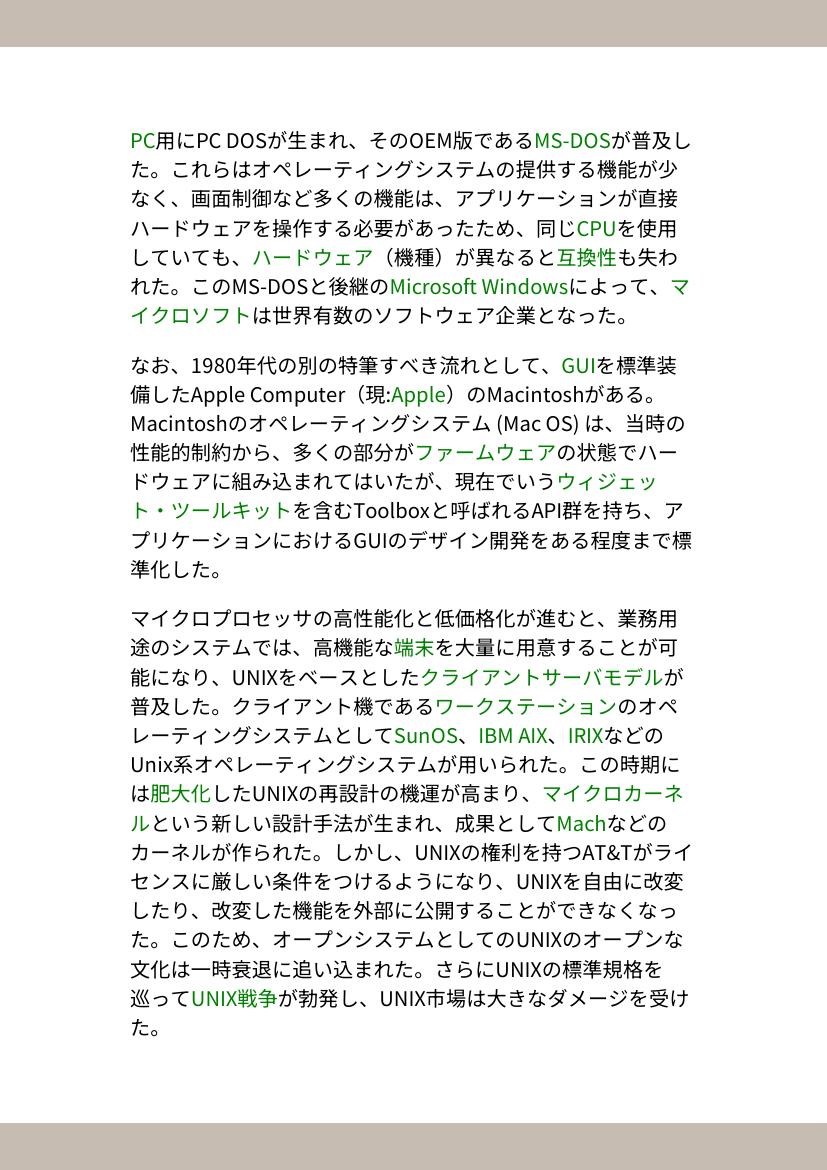 PC用にPC DOSが生まれ、そのOEM版であるMS-DOSが普及し
た。これらはオペレーティングシステムの提供する機能が少
なく、画面制御など多くの機能は、アプリケーションが直接
ハードウェアを操作する必要があったため、同じCPUを使用
していても、ハードウェア（機種）が異なると互換性も失わ
れた。このMS-DOSと後継のMicrosoft Windowsによって、マ
イクロソフトは世界有数のソフトウェア企業となった。
なお、1980年代の別の特筆すべき流れとして、GUIを標準装
備したApple Computer（現:Apple）のMacintoshがある。
Macintoshのオペレーティングシステム (Mac OS) は、当時の
性能的制約から、多くの部分がファームウェアの状態でハー
ドウェアに組み込まれてはいたが、現在でいうウィジェッ
ト・ツールキットを含むToolboxと呼ばれるAPI群を持ち、ア
プリケーションにおけるGUIのデザイン開発をある程度まで標
準化した。
マイクロプロセッサの高性能化と低価格化が進むと、業務用
途のシステムでは、高機能な端末を大量に用意することが可
能になり、UNIXをベースとしたクライアントサーバモデルが
普及した。クライアント機であるワークステーションのオペ
レーティングシステムとしてSunOS、IBM AIX、IRIXなどの
Unix系オペレーティングシステムが用いられた。この時期に
は肥大化したUNIXの再設計の機運が高まり、マイクロカーネ
ルという新しい設計手法が生まれ、成果としてMachなどの
カーネルが作られた。しかし、UNIXの権利を持つAT&Tがライ
センスに厳しい条件をつけるようになり、UNIXを自由に改変
したり、改変した機能を外部に公開することができなくなっ
た。このため、オープンシステムとしてのUNIXのオープンな
文化は一時衰退に追い込まれた。さらにUNIXの標準規格を
巡ってUNIX戦争が勃発し、UNIX市場は大きなダメージを受け
た。